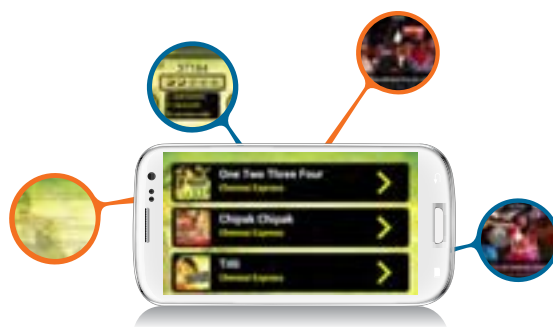 One Two Three Four
Chennai Express
Chipak Chipak
Chennai Express
Titli
Chennai Express